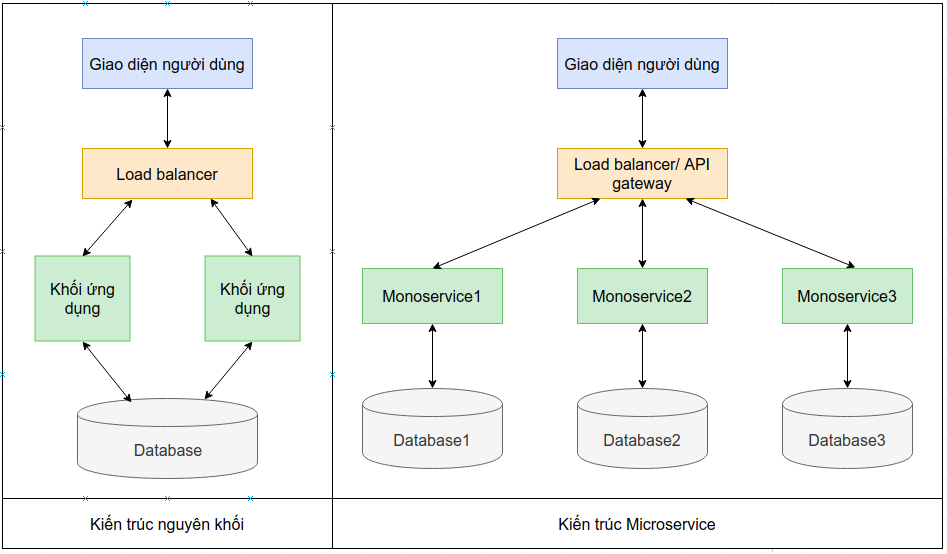 Giao diện người dùng
Load balancer
Khối ứng
dụng
Khối ứng
dụng
Database
Kiến trúc nguyên khối
Giao diện người dùng
Load balancer/ API
gateway
Monoservice1
Monoservice2
Monoservice3
Database1
Database2
Database3
Kiến trúc Microservice